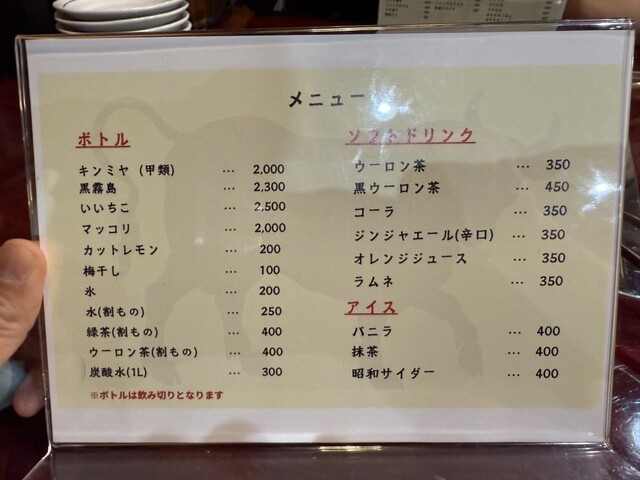 メニュー
ボトル
キンミヤ (甲類) … 2,000
黒霧島 … 2,300
いいちこ … 2,500
マッコリ … 2,000
カットレモン … 200
梅干し … 100
氷 … 200
水(割もの) … 250
緑茶(割もの) … 400
ウーロン茶(割もの) … 400
炭酸水(1L) … 300
※ボトルは飲み切りとなります
ソフトドリンク
ウーロン茶 … 350
黒ウーロン茶 … 450
コーラ … 350
ジンジャエール(辛口) … 350
オレンジジュース … 350
ラムネ … 350
アイス
バニラ … 400
抹茶 … 400
昭和サイダー … 400